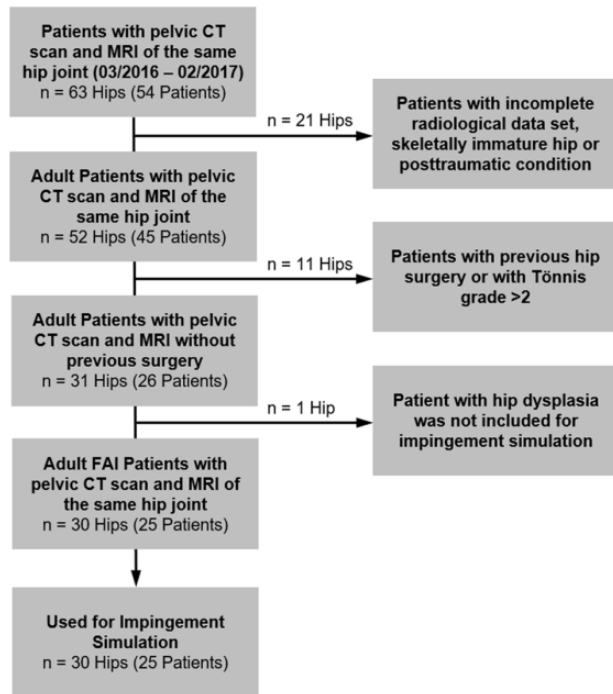 Patients with pelvic CT
scan and MRI of the same
hip joint (03/2016 – 02/2017)
n = 63 Hips (54 Patients)
n = 21 Hips
Patients with incomplete
radiological data set,
skeletally immature hip or
posttraumatic condition
Adult Patients with pelvic
CT scan and MRI of the
same hip joint
n = 52 Hips (45 Patients)
n = 11 Hips
Patients with previous hip
surgery or with Tönnis
grade >2
Adult Patients with pelvic
CT scan and MRI without
previous surgery
n = 31 Hips (26 Patients)
n = 1 Hip
Patient with hip dysplasia
was not included for
impingement simulation
Adult FAI Patients with
pelvic CT scan and MRI of
the same hip joint
n = 30 Hips (25 Patients)
Used for Impingement
Simulation
n = 30 Hips (25 Patients)